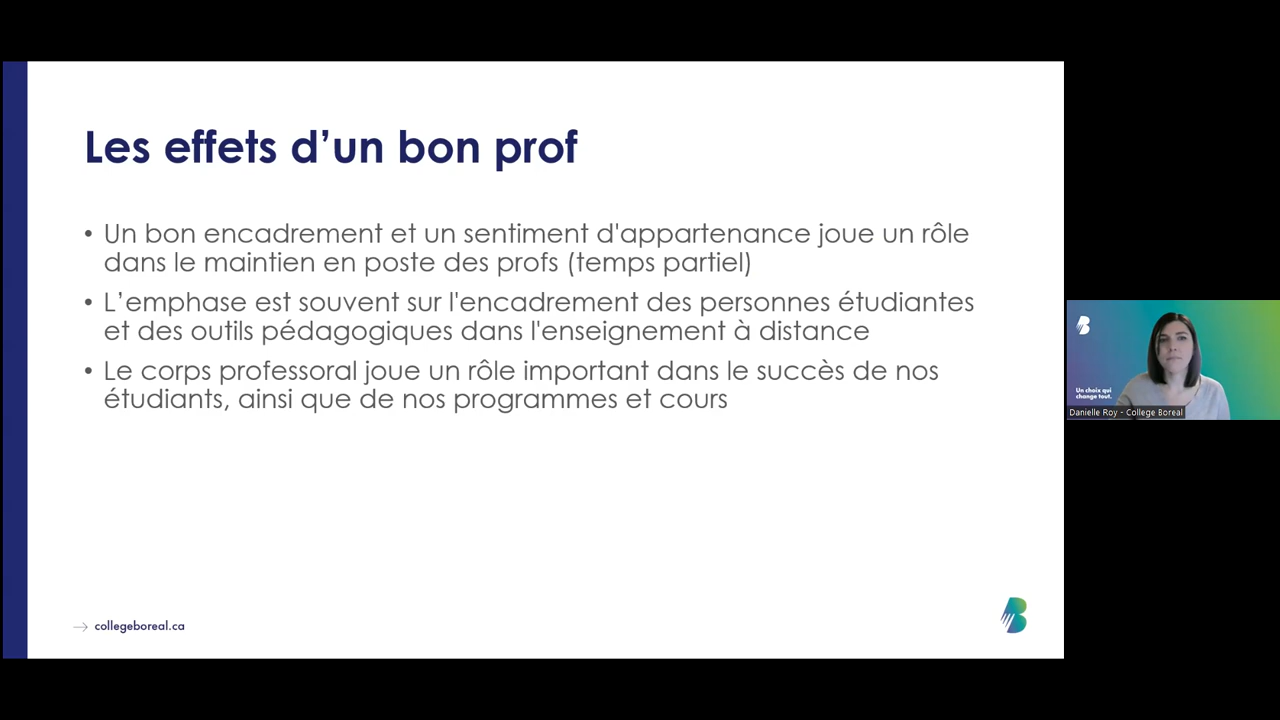 Les effets d’un bon prof
• Un bon encadrement et un sentiment d'appartenance joue un rôle
dans le maintien en poste des profs (temps partiel)
• L’emphase est souvent sur l'encadrement des personnes étudiantes
et des outils pédagogiques dans l'enseignement à distance
• Le corps professoral joue un rôle important dans le succès de nos
étudiants, ainsi que de nos programmes et cours
→ collegeboreal.ca
B
B
Un choix qui
change tout.
Danielle Roy - College Boreal